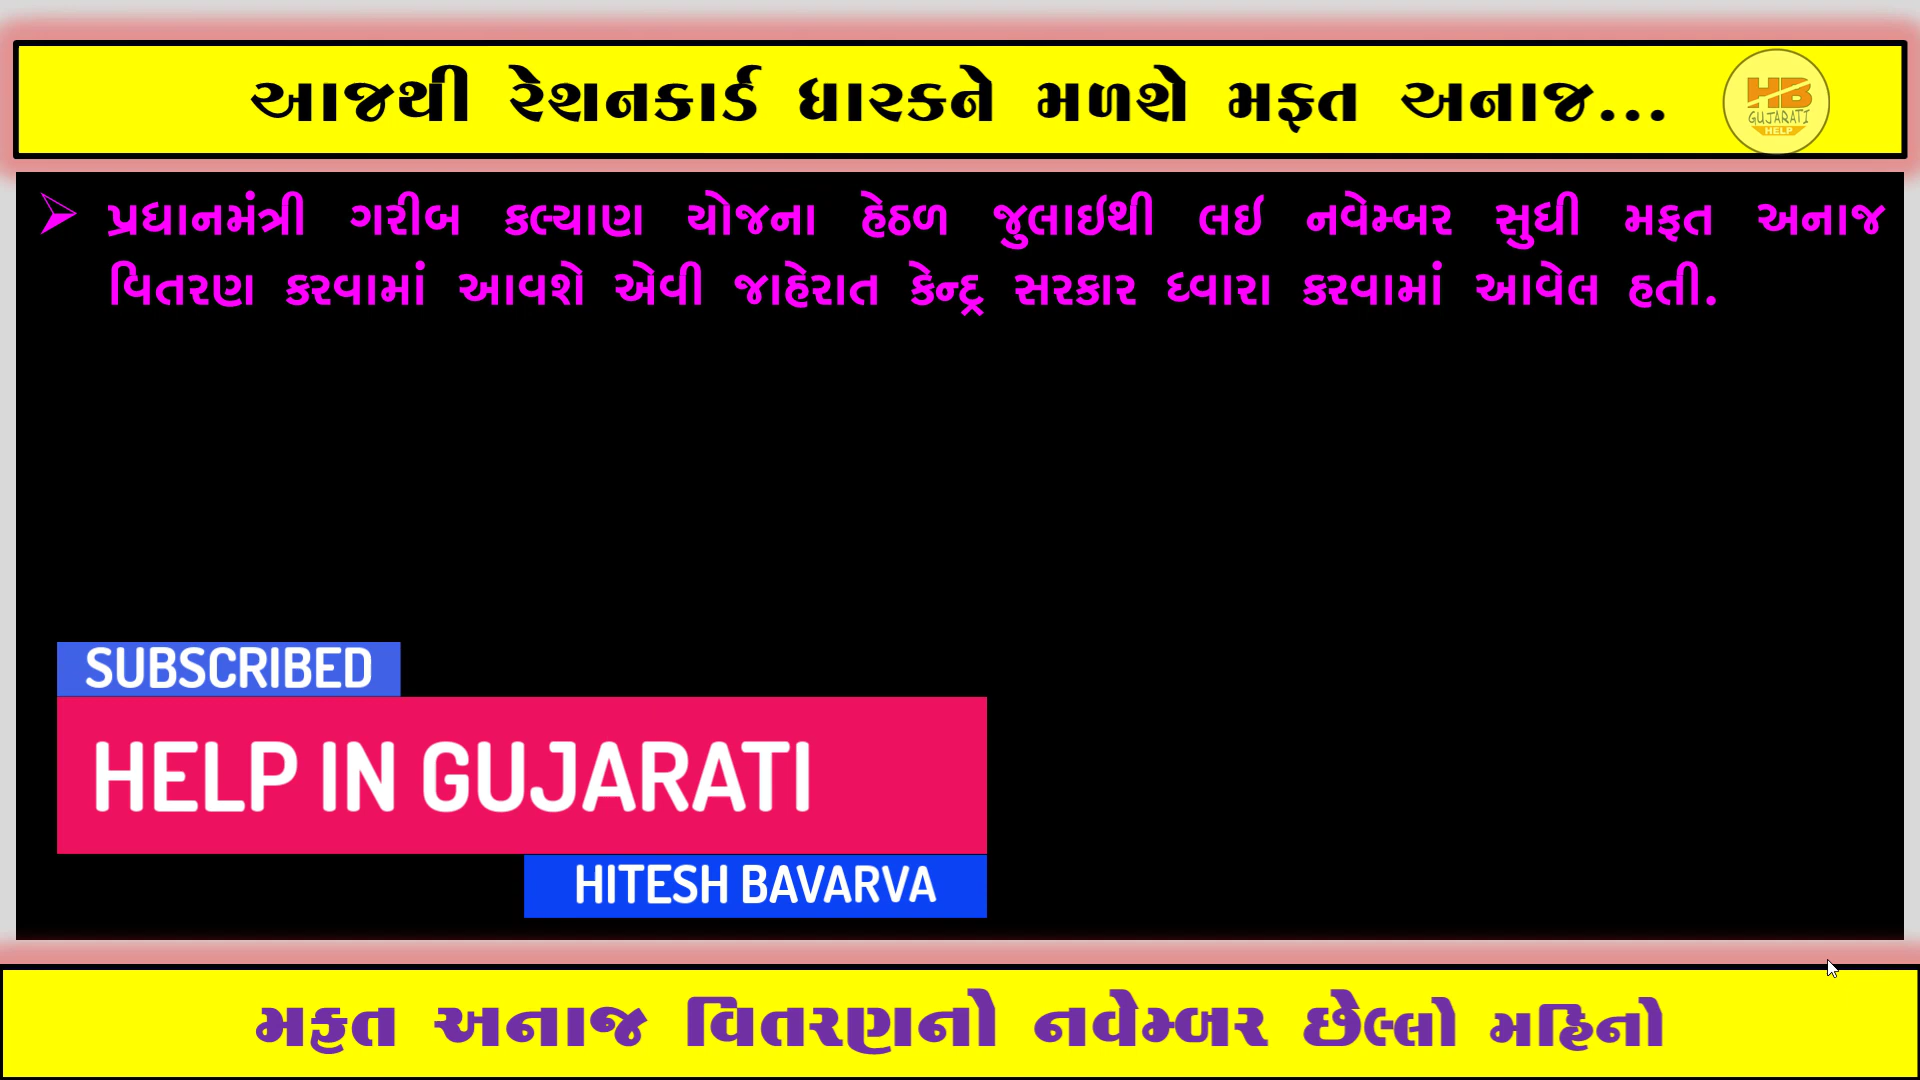 આજથી રેશનકાર્ડ ધારકને મળશે મફત અનાજ...
HB
GUJARATI
HELP
પ્રધાનમંત્રી ગરીબ કલ્યાણ યોજના હેઠળ જુલાઇથી લઇ નવેમ્બર સુધી મફત અનાજ
વિતરણ કરવામાં આવશે એવી જાહેરાત કેન્દ્ર સરકાર ધ્વારા કરવામાં આવેલ હતી.
SUBSCRIBED
HELP IN GUJARATI
HITESH BAVARVA
મફત અનાજ વિતરણનો નવેમ્બર છેલ્લો મહિનો